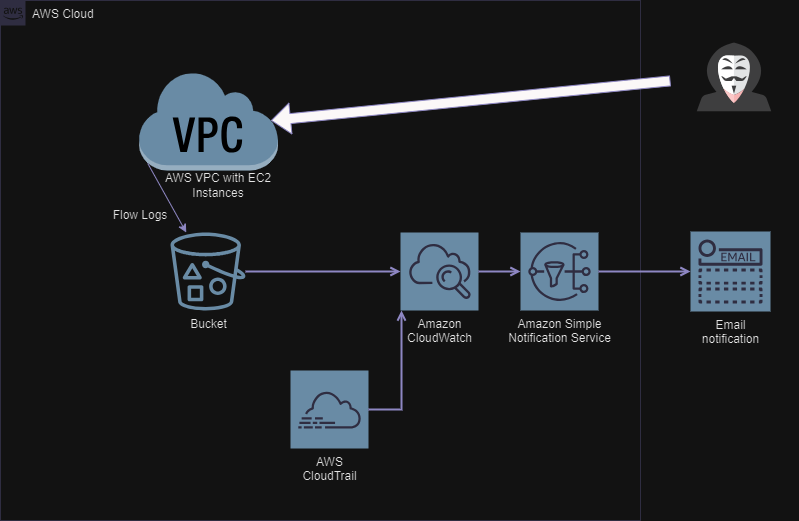 aws
AWS Cloud
VPC
AWS VPC with EC2
Instances
Flow Logs
EMAIL
Bucket
Amazon
CloudWatch
Amazon Simple
Notification Service
Email
notification
AWS
CloudTrail